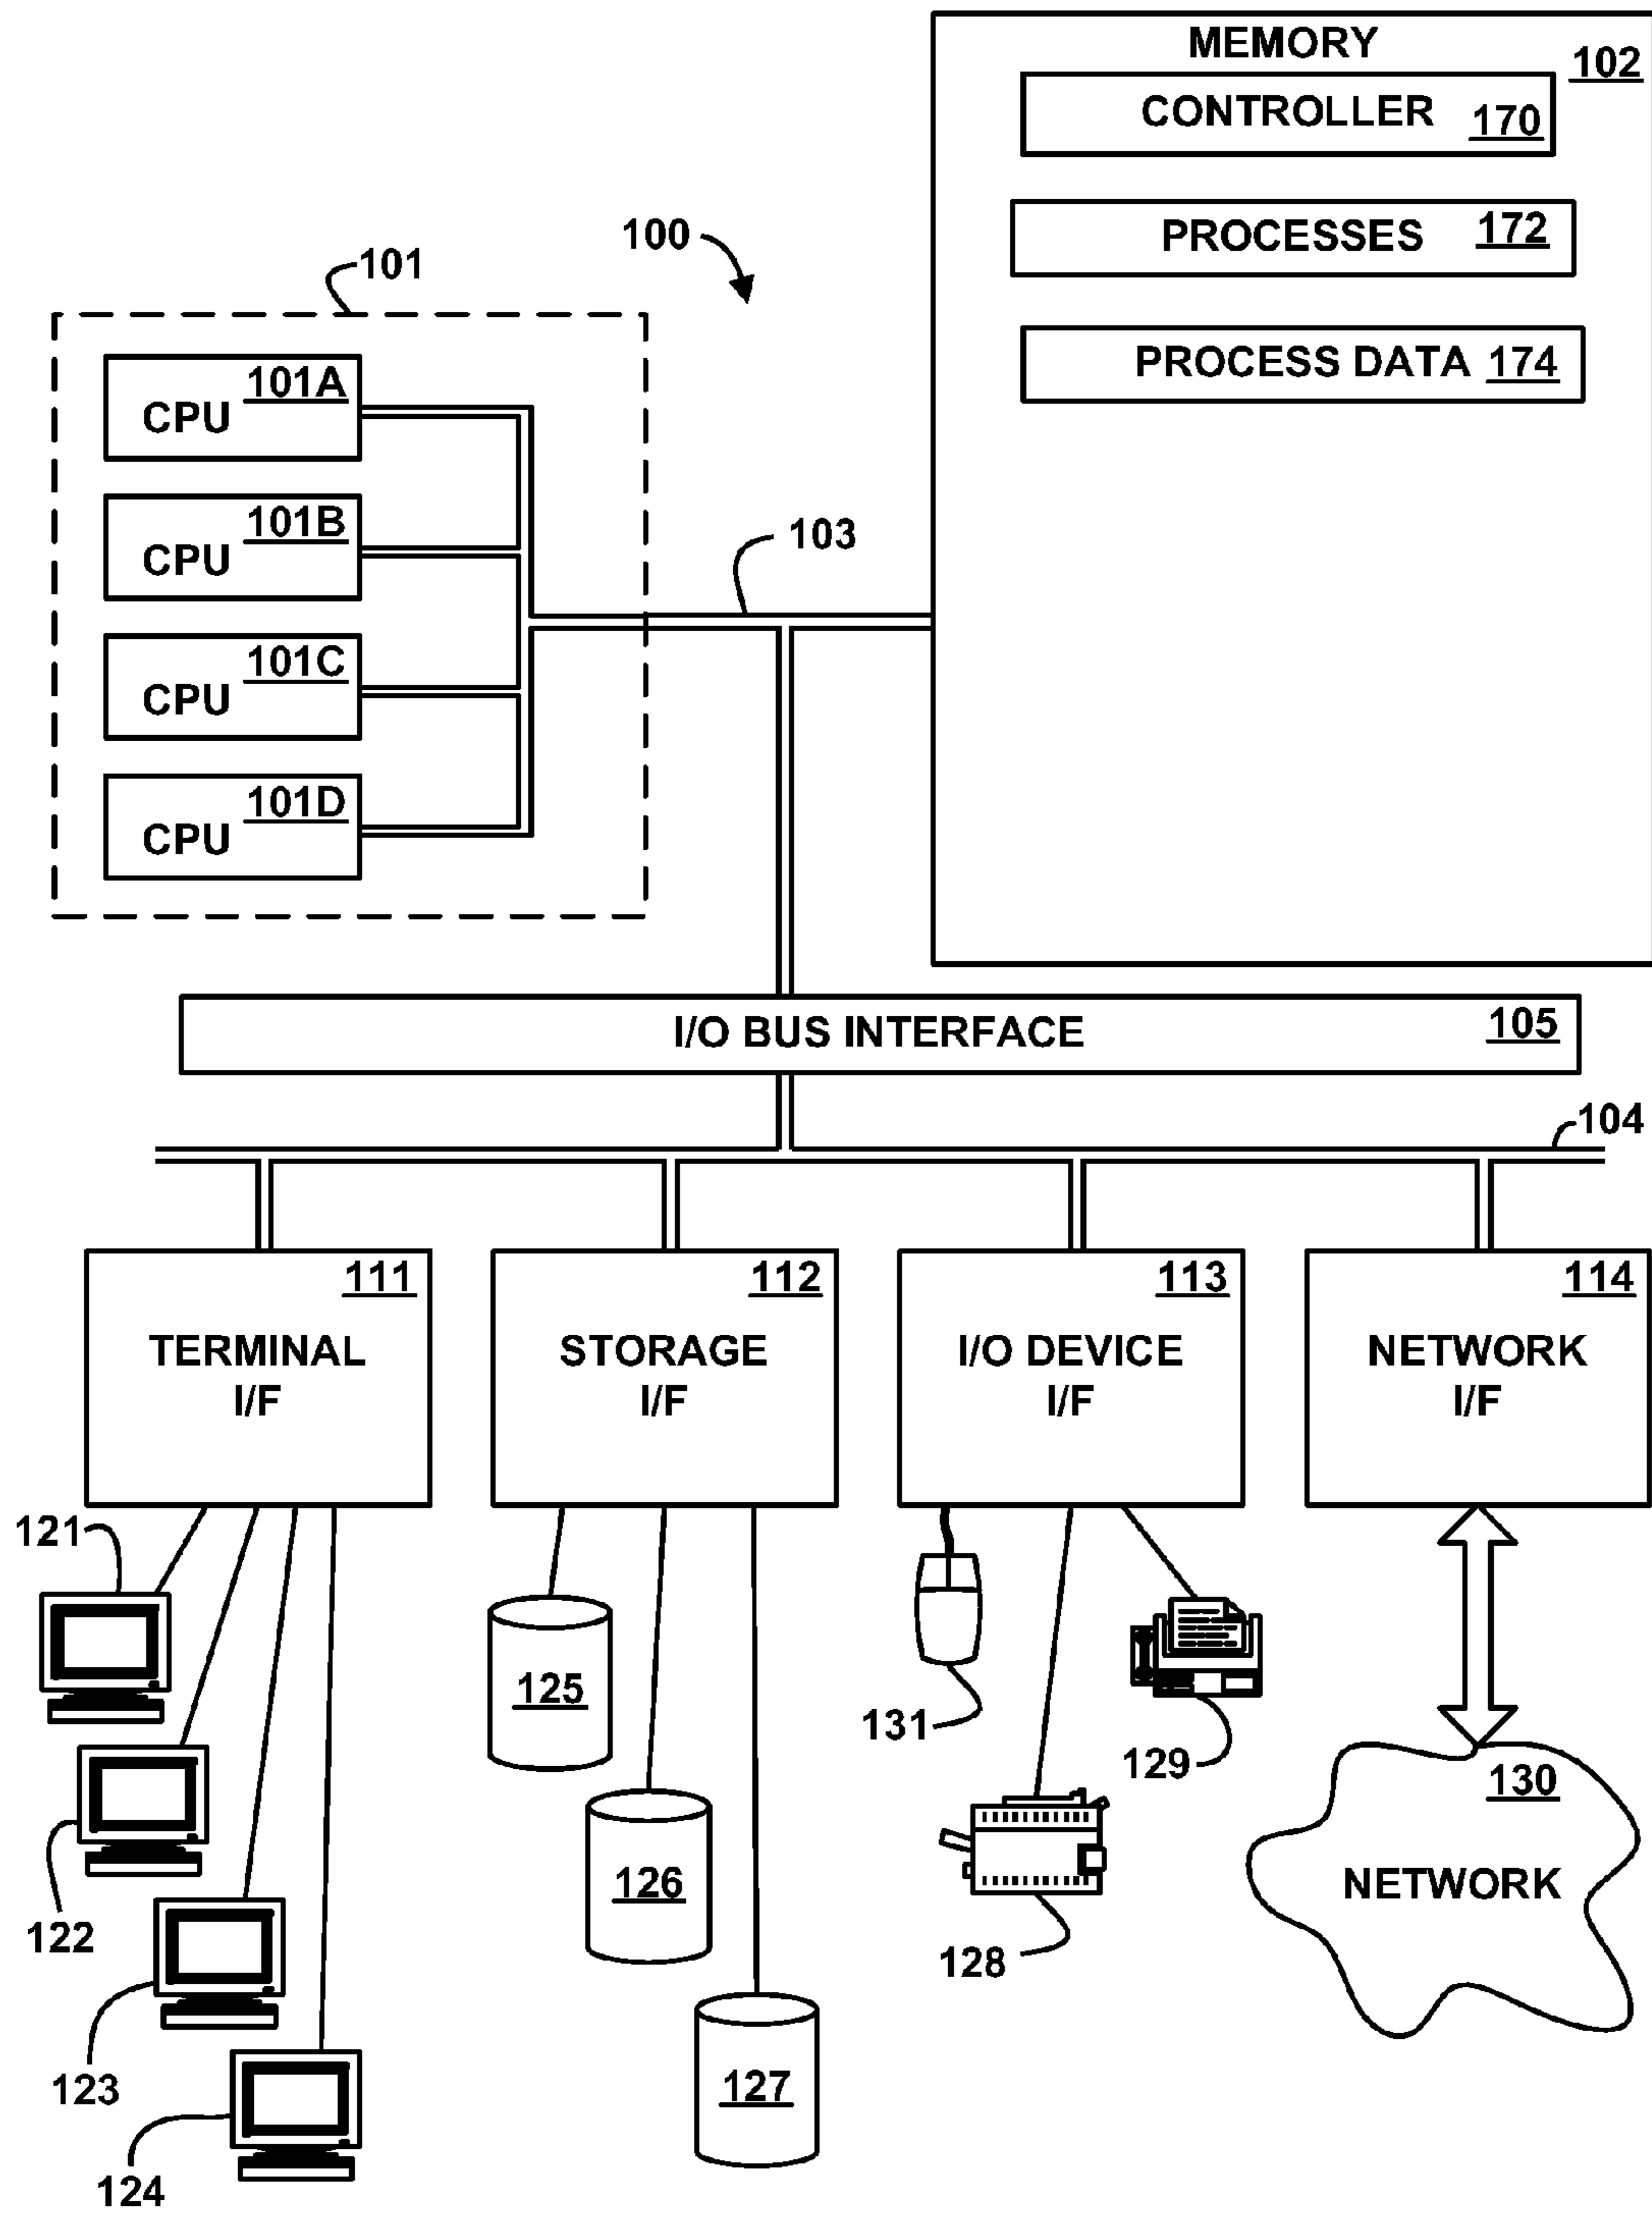 MEMORY
102
CONTROLLER 170
PROCESSES 172
PROCESS DATA 174
100
101
CPU 101A
CPU 101B
CPU 101C
CPU 101D
103
I/O BUS INTERFACE 105
104
111
TERMINAL
I/F
112
STORAGE
I/F
113
I/O DEVICE
I/F
114
NETWORK
I/F
121
122
123
124
125
126
127
131
129
128
130
NETWORK